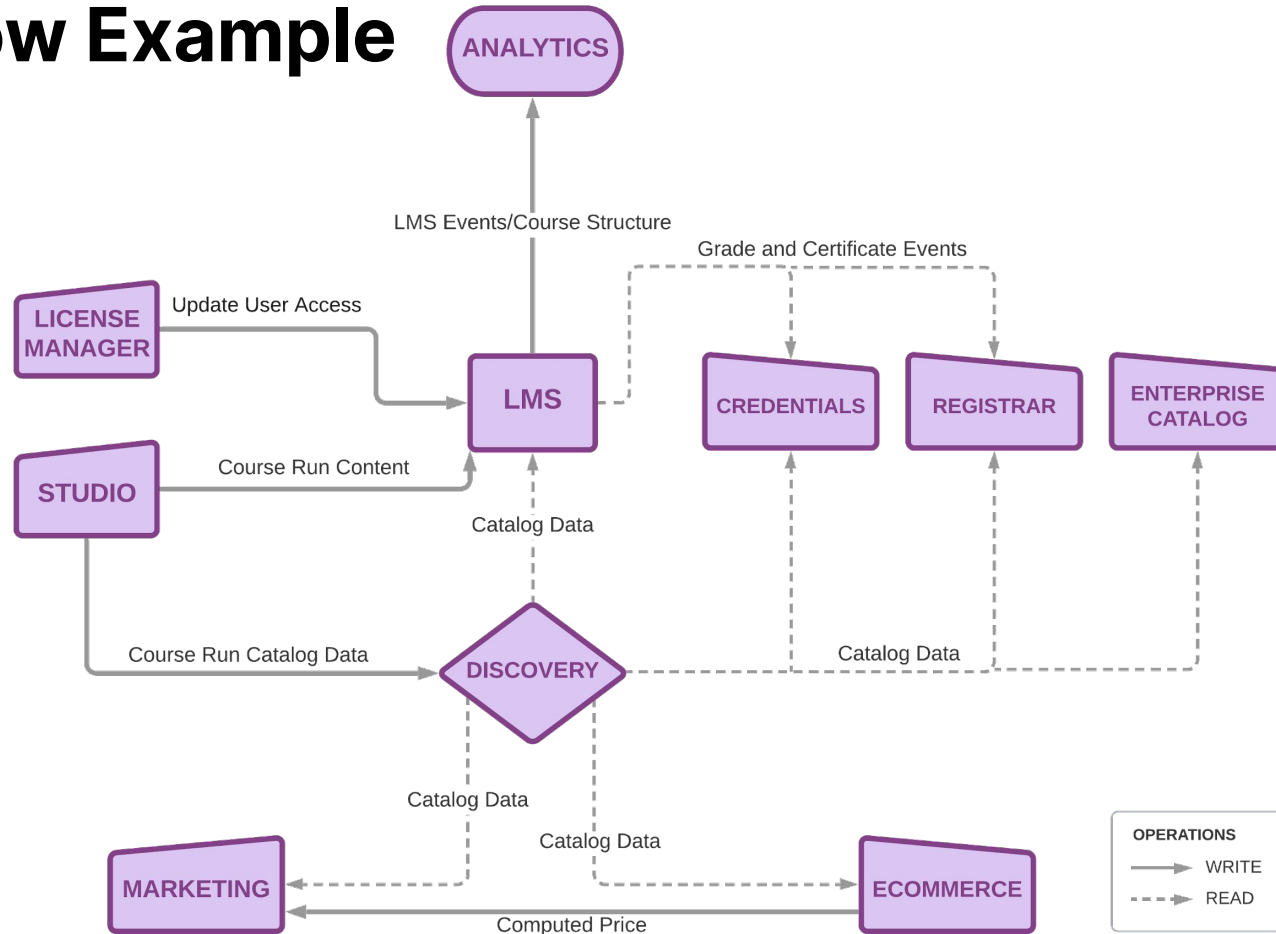 ow Example
ANALYTICS
LMS Events/Course Structure
Grade and Certificate Events
Update User Access
LICENSE
MANAGER
LMS
CREDENTIALS
REGISTRAR
ENTERPRISE
CATALOG
Course Run Content
STUDIO
Catalog Data
Course Run Catalog Data
DISCOVERY
Catalog Data
Catalog Data
Catalog Data
MARKETING
ECOMMERCE
Computed Price
OPERATIONS
WRITE
READ